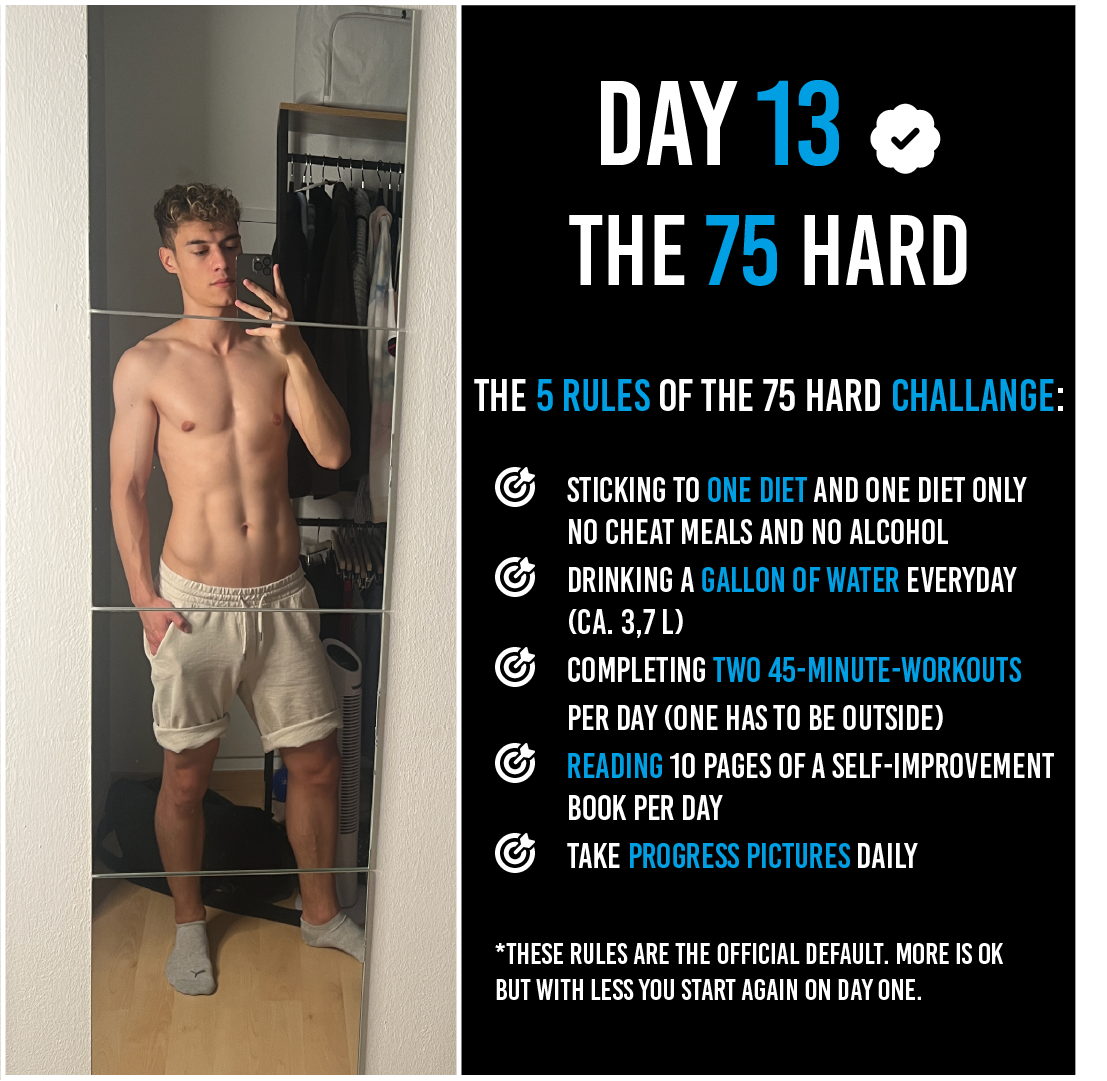 DAY 13
THE 75 HARD
THE 5 RULES OF THE 75 HARD CHALLANGE:
STICKING TO ONE DIET AND ONE DIET ONLY
NO CHEAT MEALS AND NO ALCOHOL
DRINKING A GALLON OF WATER EVERYDAY
(CA. 3,7 L)
COMPLETING TWO 45-MINUTE-WORKOUTS
PER DAY (ONE HAS TO BE OUTSIDE)
READING 10 PAGES OF A SELF-IMPROVEMENT
BOOK PER DAY
TAKE PROGRESS PICTURES DAILY
*THESE RULES ARE THE OFFICIAL DEFAULT. MORE IS OK
BUT WITH LESS YOU START AGAIN ON DAY ONE.